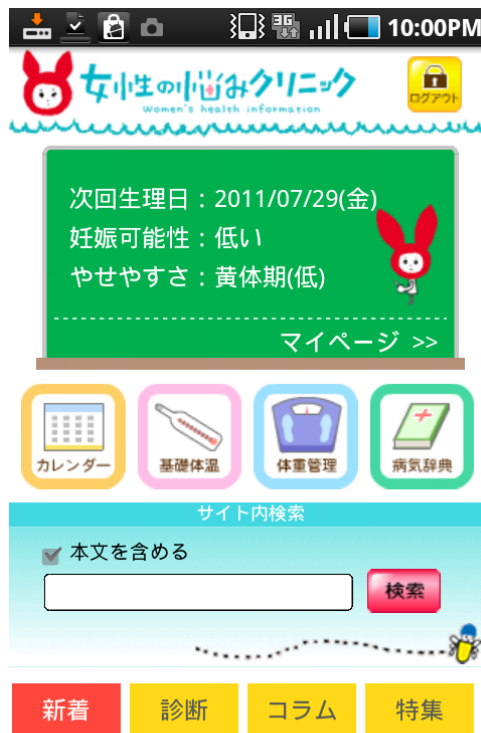 3G
10:00PM
女性の悩みクリニック
Women's health information
ログアウト
次回生理日：2011/07/29(金)
妊娠可能性：低い
やせやすさ：黄体期(低)
マイページ >>
カレンダー
基礎体温
体重管理
病気辞典
サイト内検索
本文を含める
検索
新着
診断
コラム
特集